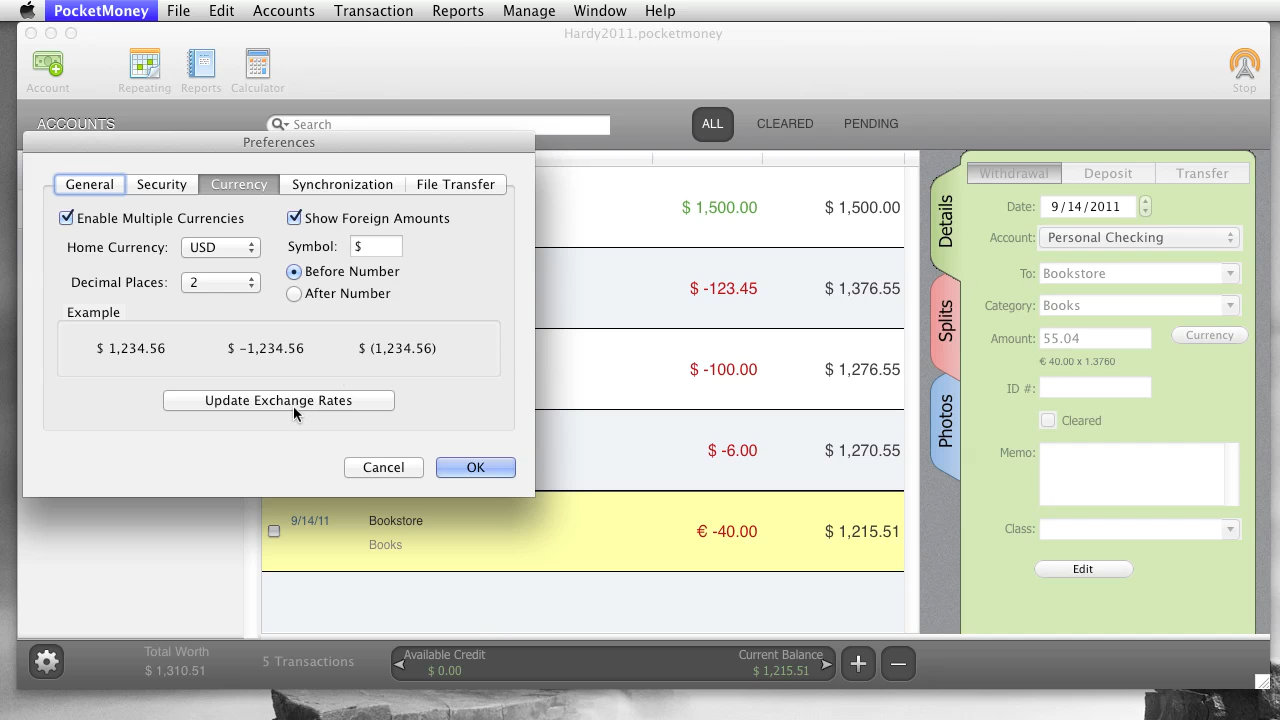 PocketMoney File Edit Accounts Transaction Reports Manage Window Help
Hardy2011.pocketmoney
Account Repeating Reports Calculator Stop
ACCOUNTS Search ALL CLEARED PENDING
Preferences
General Security Currency Synchronization File Transfer
Enable Multiple Currencies Show Foreign Amounts
Home Currency: USD Symbol: $
Before Number
Decimal Places: 2 After Number
Example
$ 1,234.56 $ -1,234.56 $ (1,234.56)
Update Exchange Rates
Cancel OK
$ 1,500.00 $ 1,500.00
$ -123.45 $ 1,376.55
$ -100.00 $ 1,276.55
$ -6.00 $ 1,270.55
9/14/11 Bookstore € -40.00 $ 1,215.51
Books
Details
Splits
Photos
Withdrawal Deposit Transfer
Date: 9/14/2011
Account: Personal Checking
To: Bookstore
Category: Books
Amount: 55.04 Currency
€ 40.00 x 1.3760
ID #:
Cleared
Memo:
Class:
Edit
Total Worth
$ 1,310.51
5 Transactions
Available Credit
$ 0.00
Current Balance
$ 1,215.51